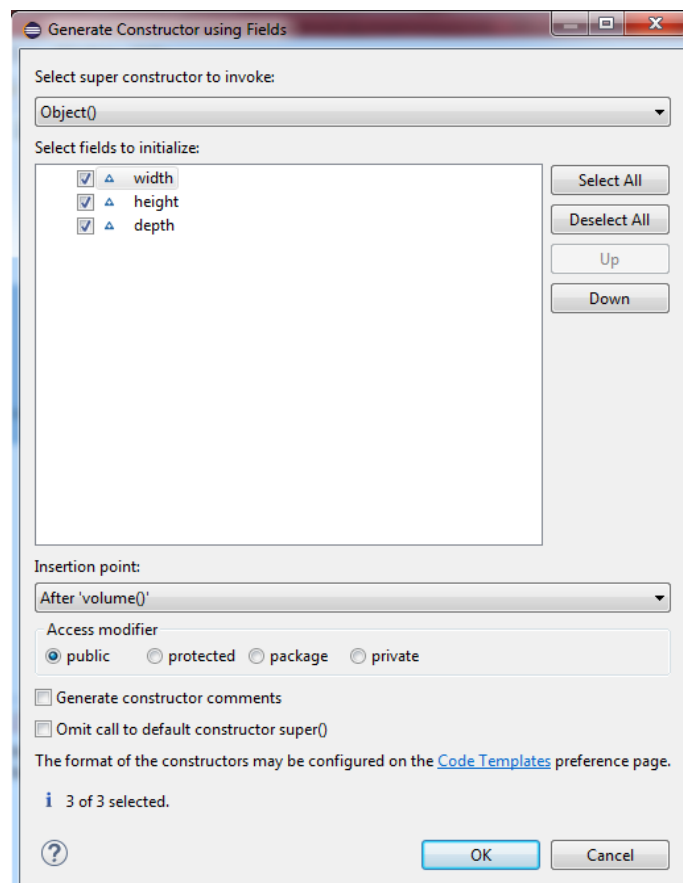 Generate Constructor using Fields
Select super constructor to invoke:
Object()
Select fields to initialize:
width
height
depth
Select All
Deselect All
Up
Down
Insertion point:
After 'volume()'
Access modifier
public protected package private
Generate constructor comments
Omit call to default constructor super()
The format of the constructors may be configured on the Code Templates preference page.
i 3 of 3 selected.
? OK Cancel